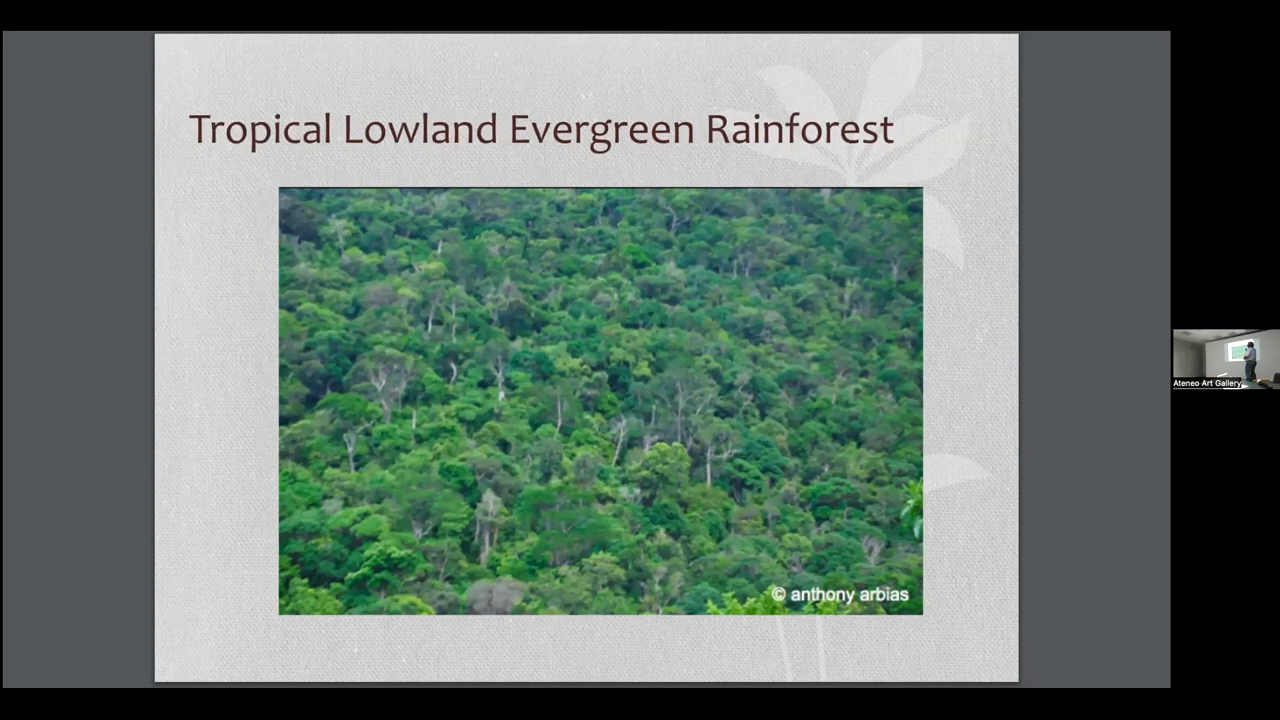 Tropical Lowland Evergreen Rainforest
© anthony arbias
Ateneo Art Gallery